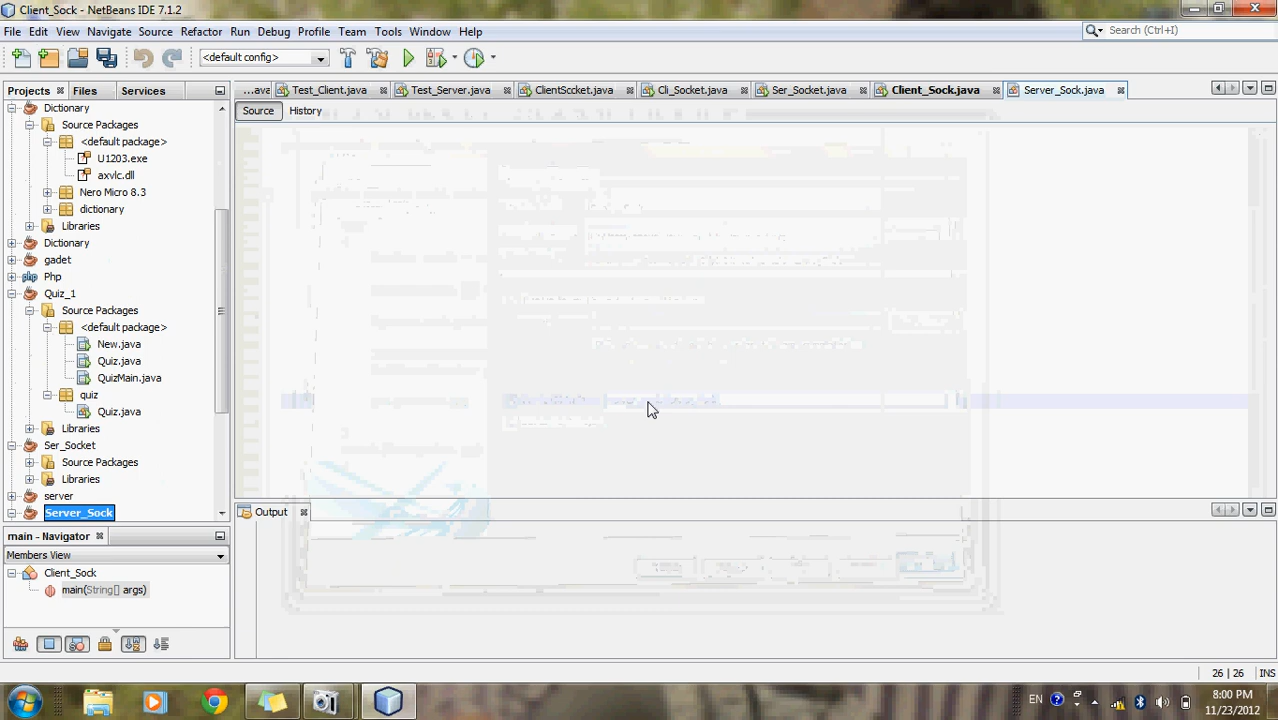 Client_Sock - NetBeans IDE 7.1.2
File Edit View Navigate Source Refactor Run Debug Profile Team Tools Window Help
Search (Ctrl+I)
<default config>
Projects Files Services
...ava Test_Client.java Test_Server.java ClientSccket.java Cli_Socket.java Ser_Socket.java Client_Sock.java Server_Sock.java
Source History
Dictionary
Source Packages
<default package>
U1203.exe
axvlc.dll
Nero Micro 8.3
dictionary
Libraries
Dictionary
gadet
Php
Quiz_1
Source Packages
<default package>
New.java
Quiz.java
QuizMain.java
quiz
Quiz.java
Libraries
Ser_Socket
Source Packages
Libraries
server
Server_Sock
Output
main - Navigator
Members View
Client_Sock
main(String[] args)
26 | 26 INS
EN
8:00 PM
11/23/2012